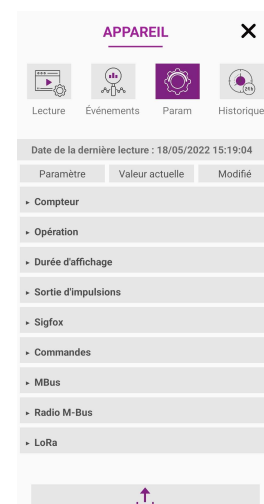 APPAREIL
Lecture Événements Param Historique
Date de la dernière lecture : 18/05/2022 15:19:04
Paramètre Valeur actuelle Modifié
Compteur
Opération
Durée d'affichage
Sortie d'impulsions
Sigfox
Commandes
MBus
Radio M-Bus
LoRa